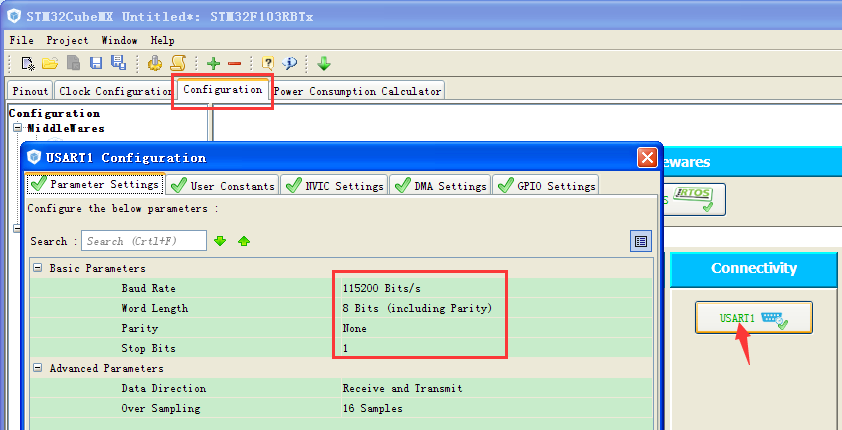 STM32CubeMX Untitled*: STM32F103RBTx
File Project Window Help
Pinout Clock Configuration Configuration Power Consumption Calculator
Configuration
MiddleWares
USART1 Configuration
Parameter Settings User Constants NVIC Settings DMA Settings GPIO Settings
Configure the below parameters :
Search : Search (Crtl+F)
Basic Parameters
Baud Rate 115200 Bits/s
Word Length 8 Bits (including Parity)
Parity None
Stop Bits 1
Advanced Parameters
Data Direction Receive and Transmit
Over Sampling 16 Samples
ewares
S RTOS
Connectivity
USART1